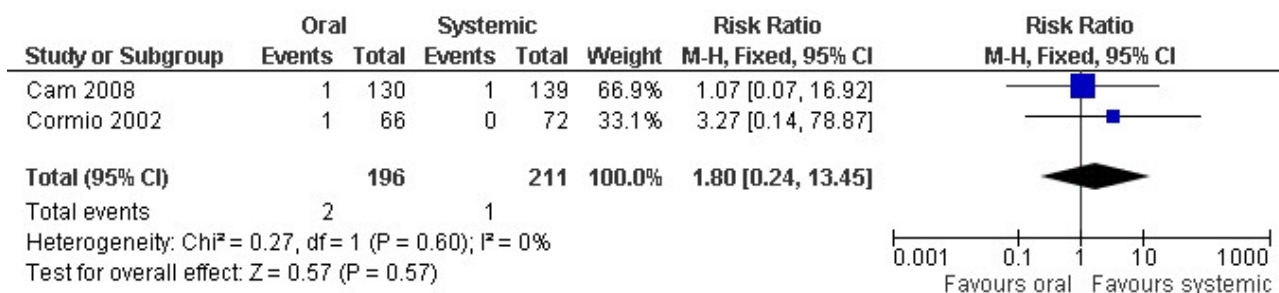 Oral Systemic Risk Ratio Risk Ratio
Study or Subgroup Events Total Events Total Weight M-H, Fixed, 95% CI M-H, Fixed, 95% CI
Cam 2008 1 130 1 139 66.9% 1.07 [0.07, 16.92]
Cormio 2002 1 66 0 72 33.1% 3.27 [0.14, 78.87]
Total (95% CI) 196 211 100.0% 1.80 [0.24, 13.45]
Total events 2 1
Heterogeneity: Chi² = 0.27, df = 1 (P = 0.60); I² = 0%
Test for overall effect: Z = 0.57 (P = 0.57)
0.001 0.1 1 10 1000
Favours oral Favours systemic